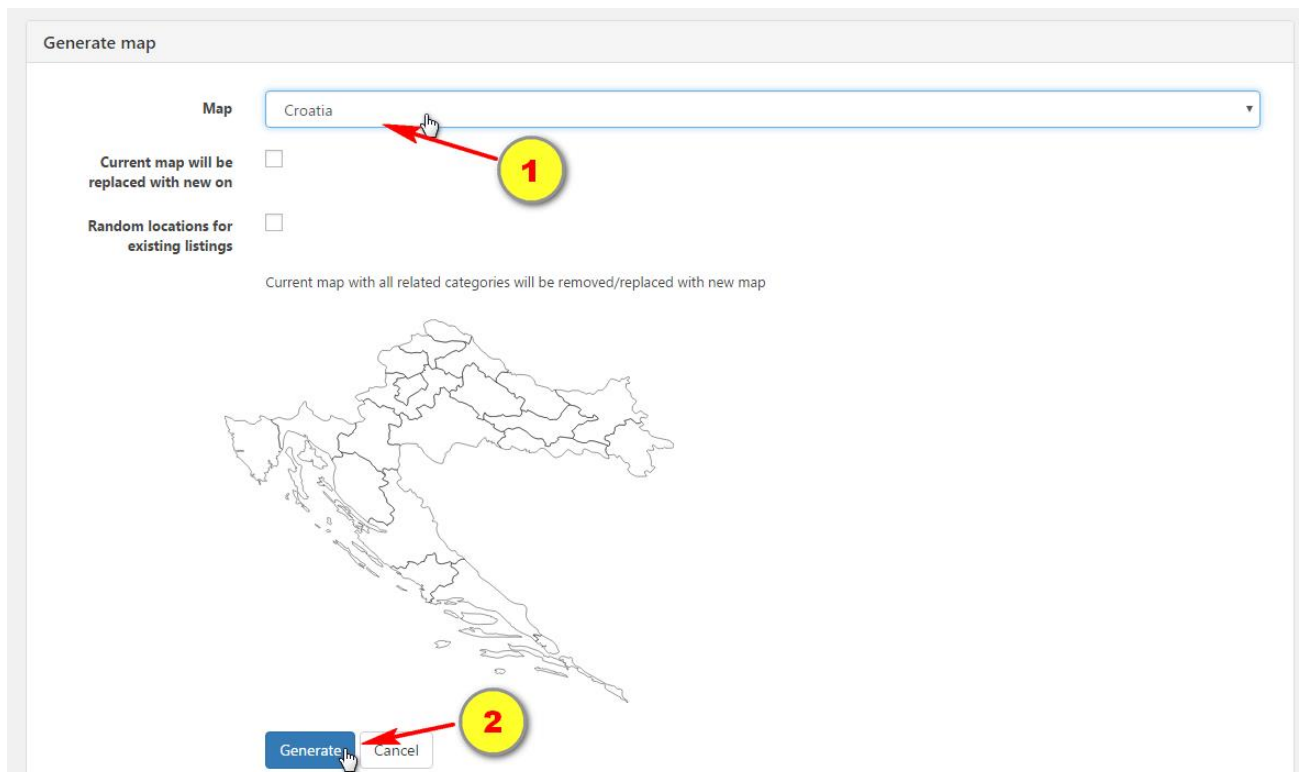 Generate map
Map
Croatia
1
Current map will be
replaced with new on
Random locations for
existing listings
Current map with all related categories will be removed/replaced with new map
2
Generate
Cancel